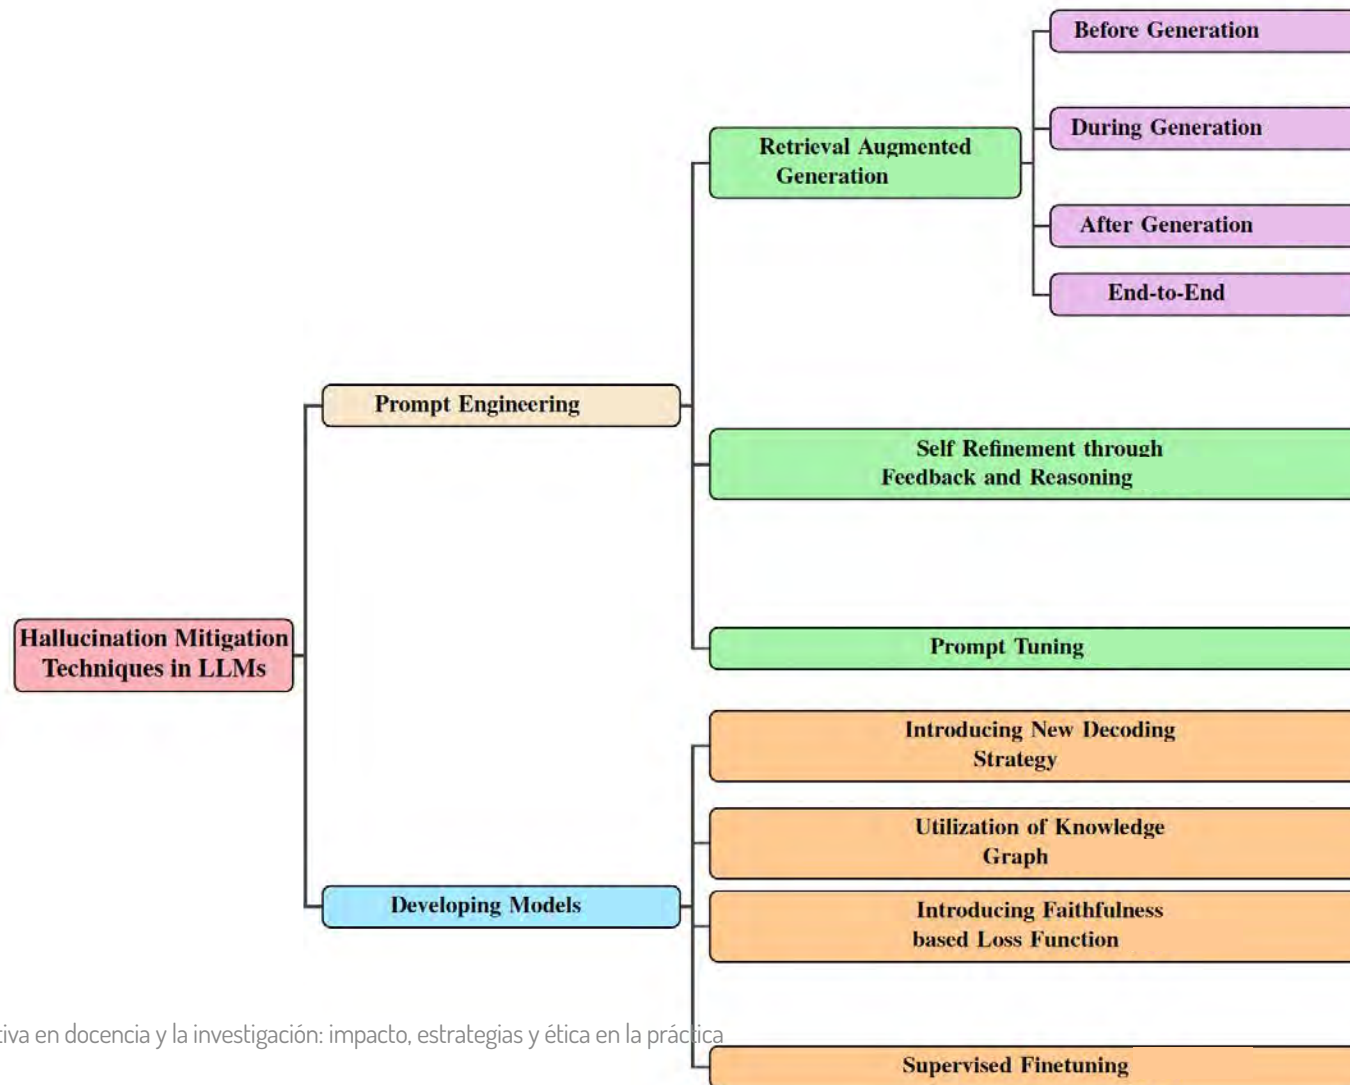 Before Generation
During Generation
Retrieval Augmented
Generation
After Generation
End-to-End
Prompt Engineering
Self Refinement through
Feedback and Reasoning
Hallucination Mitigation
Techniques in LLMs
Prompt Tuning
Introducing New Decoding
Strategy
Utilization of Knowledge
Graph
Developing Models
Introducing Faithfulness
based Loss Function
tiva en docencia y la investigación: impacto, estrategias y ética en la práctica
Supervised Finetuning